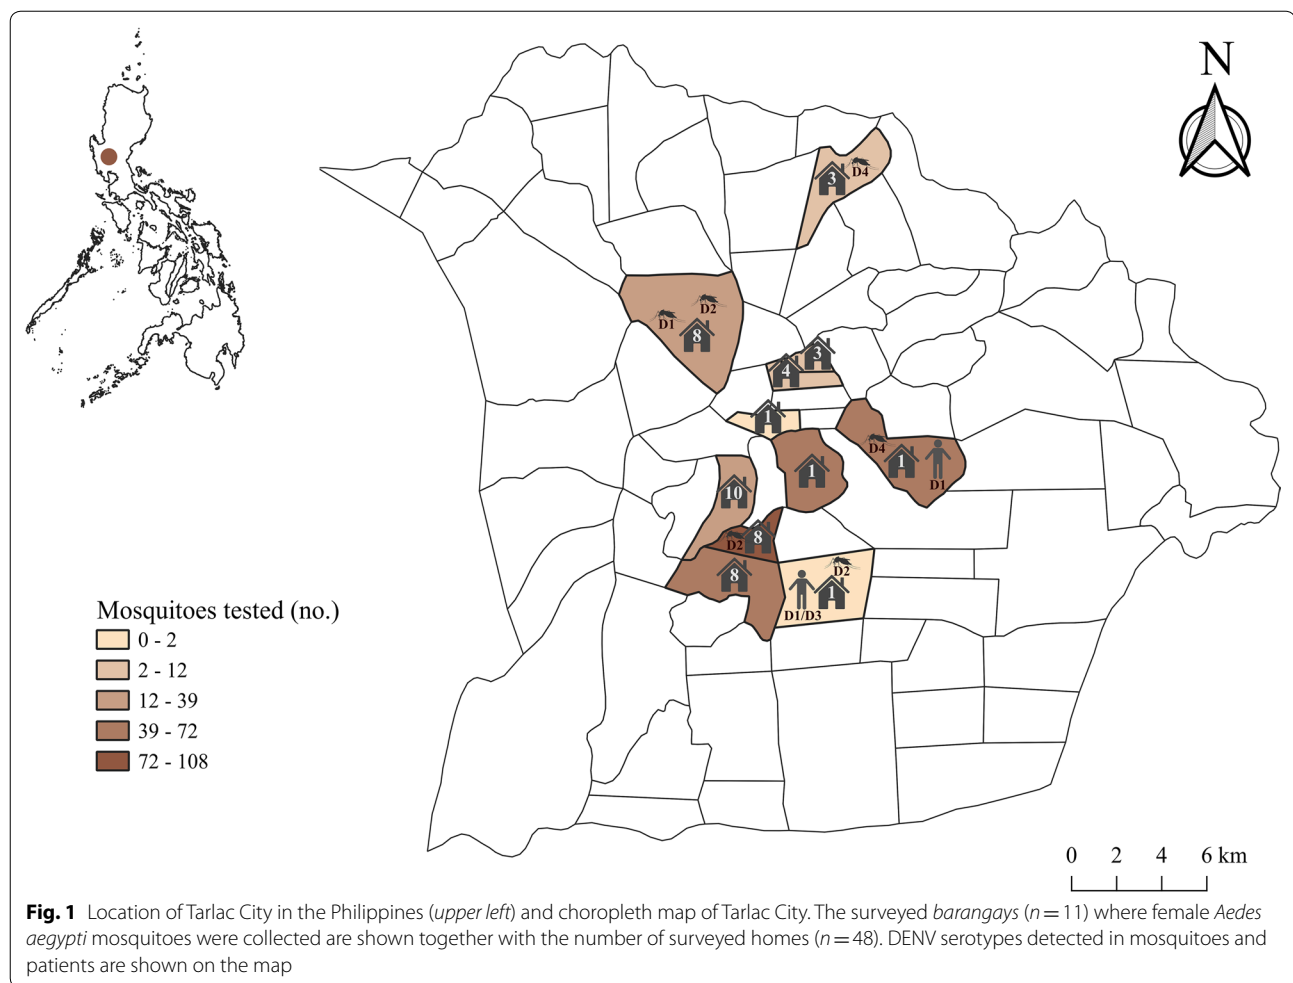 N
3
D4
D2
D1
8
3
4
1
D4
1
D1
1
10
D2
8
8
D2
1
D1/D3
Mosquitoes tested (no.)
0 - 2
2 - 12
12 - 39
39 - 72
72 - 108
0 2 4 6 km
Fig. 1 Location of Tarlac City in the Philippines (upper left) and choropleth map of Tarlac City. The surveyed barangays (n = 11) where female Aedes
aegypti mosquitoes were collected are shown together with the number of surveyed homes (n = 48). DENV serotypes detected in mosquitoes and
patients are shown on the map